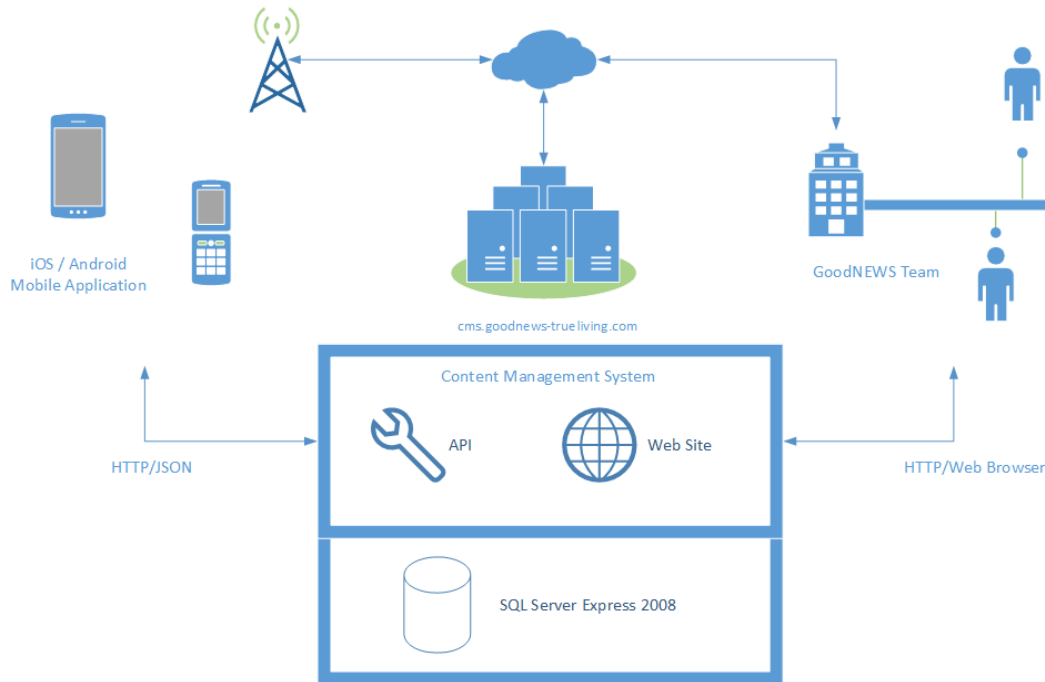 iOS / Android
Mobile Application
GoodNEWS Team
cms.goodnews-trueliving.com
Content Management System
API
Web Site
HTTP/JSON
HTTP/Web Browser
SQL Server Express 2008